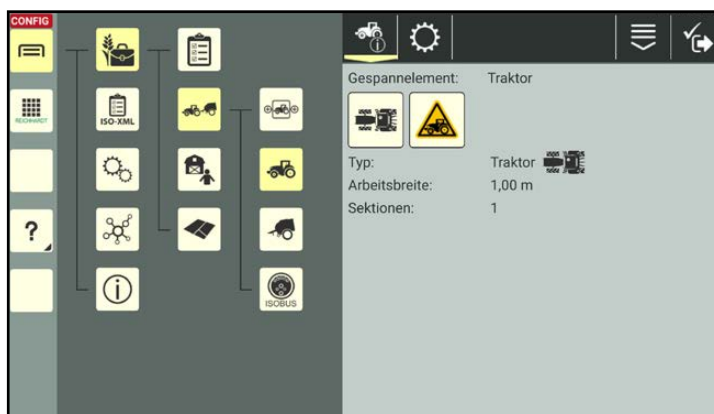 CONFIG
REICHHARDT
ISO-XML
?
ISOBUS
Gespannelement: Traktor
Typ: Traktor
Arbeitsbreite: 1,00 m
Sektionen: 1